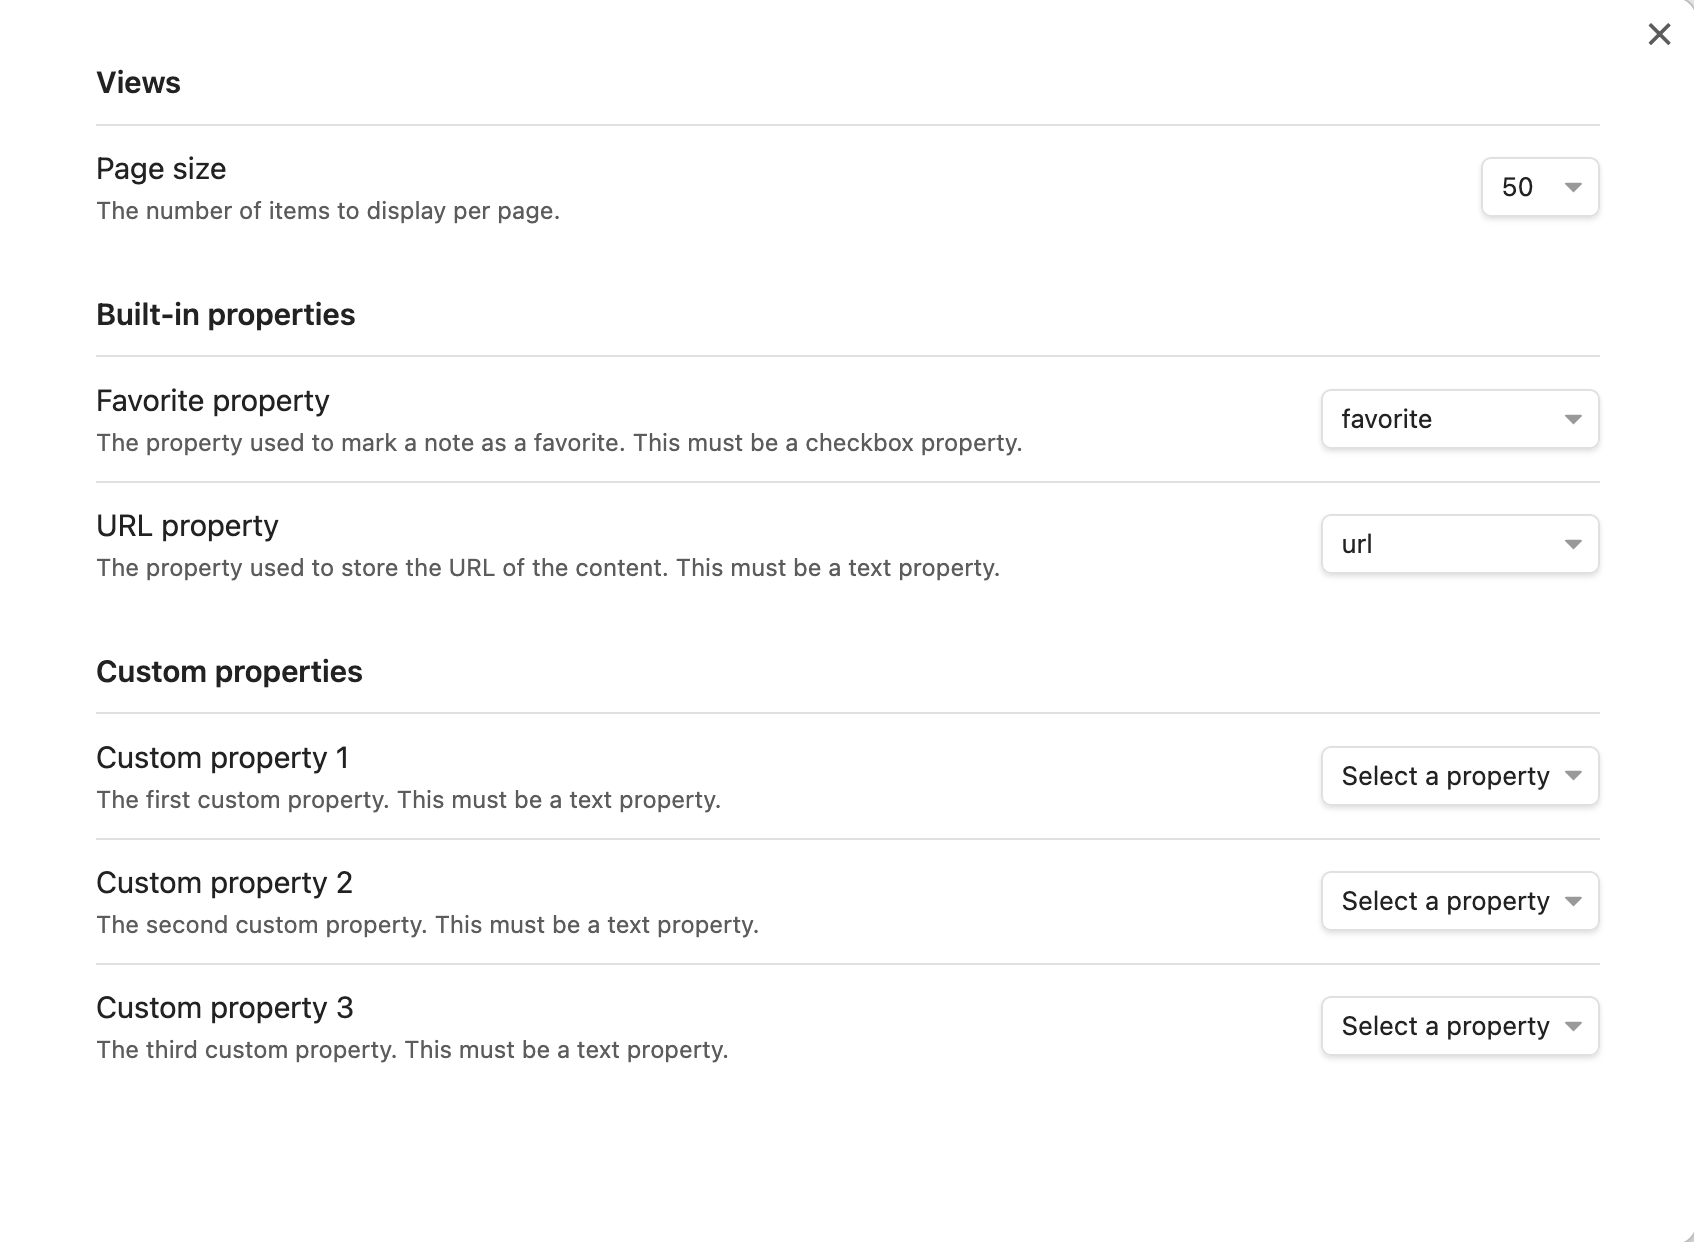 Views
Page size
50
The number of items to display per page.
Built-in properties
Favorite property
favorite
The property used to mark a note as a favorite. This must be a checkbox property.
URL property
url
The property used to store the URL of the content. This must be a text property.
Custom properties
Custom property 1
Select a property
The first custom property. This must be a text property.
Custom property 2
Select a property
The second custom property. This must be a text property.
Custom property 3
Select a property
The third custom property. This must be a text property.